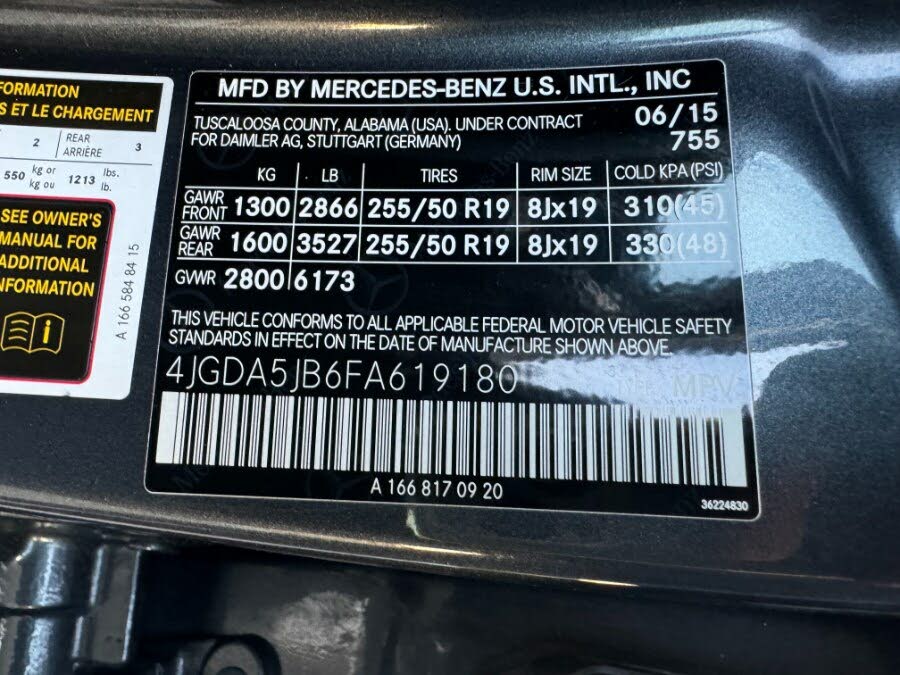 FORMATION
S ET LE CHARGEMENT
2 REAR ARRIÈRE 3
550 kg or kg ou 1213 lbs. lb.
SEE OWNER'S
MANUAL FOR
ADDITIONAL
INFORMATION
A 166 584 84 15
MFD BY MERCEDES-BENZ U.S. INTL., INC
TUSCALOOSA COUNTY, ALABAMA (USA). UNDER CONTRACT 06/15
FOR DAIMLER AG, STUTTGART (GERMANY) 755
KG LB TIRES RIM SIZE COLD KPA (PSI)
GAWR FRONT 1300 2866 255/50 R19 8Jx19 310(45)
GAWR REAR 1600 3527 255/50 R19 8Jx19 330(48)
GVWR 2800 6173
THIS VEHICLE CONFORMS TO ALL APPLICABLE FEDERAL MOTOR VEHICLE SAFETY
STANDARDS IN EFFECT ON THE DATE OF MANUFACTURE SHOWN ABOVE.
4JGDA5JB6FA619180 TYPE MPV
A 166 817 09 20
36224830